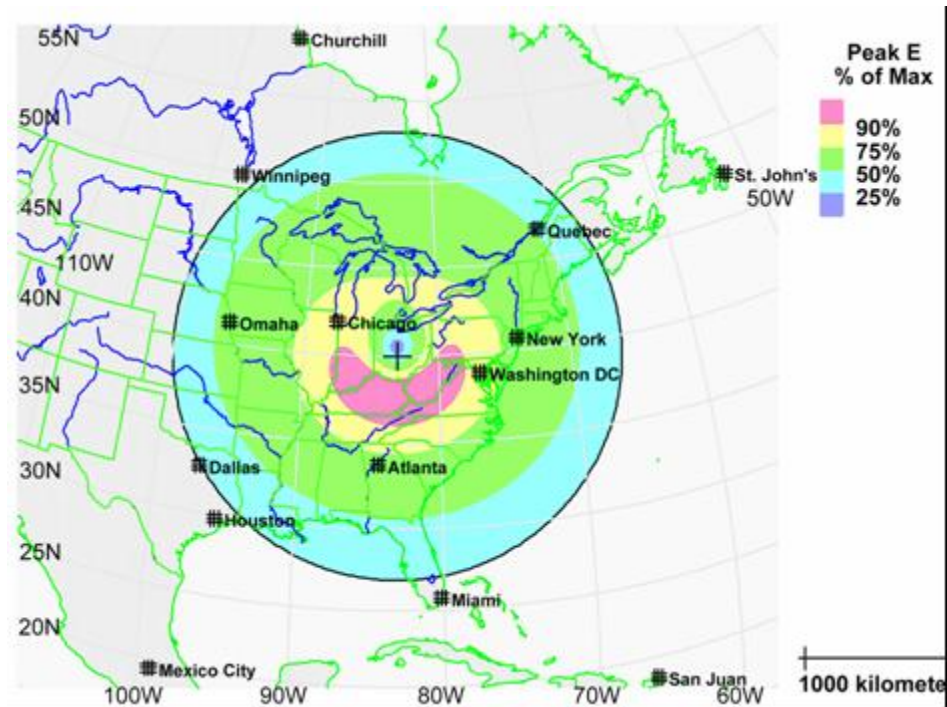 55N
Churchill
Peak E
% of Max
50N
90%
75%
50%
25%
Winnipeg
St. John's
50W
45N
Quebec
110W
40N
Omaha
Chicago
New York
35N
Washington DC
30N
Dallas
Atlanta
Houston
25N
Miami
20N
Mexico City
San Juan
1000 kilomete
100W
90W
80W
70W
60W